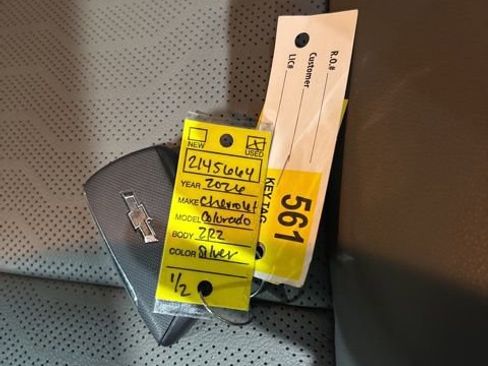 NEW
X
USED
2145664
YEAR 2026
MAKE Chevrolet
MODEL Colorado
BODY ZR2
COLOR Silver
1/2
R.O.#
Customer
LIC#
KEY TAG
561